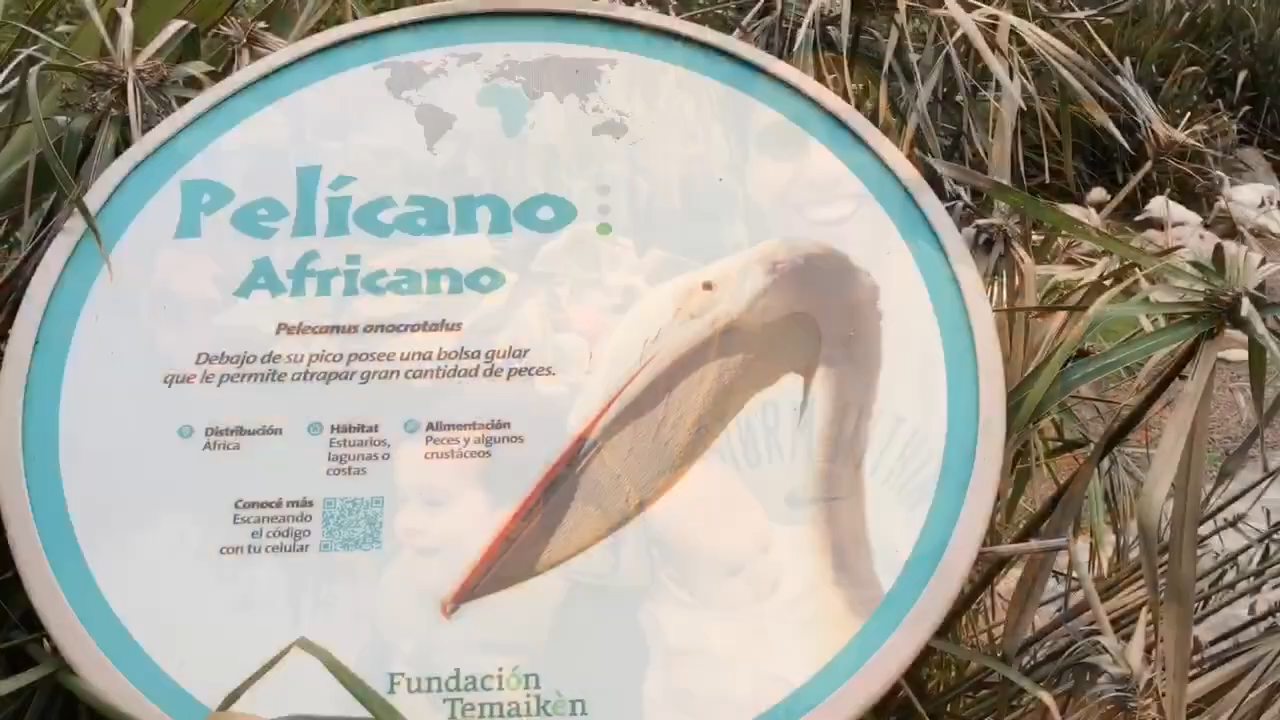 Pelícano
Africano
Pelecanus onocrotalus
Debajo de su pico posee una bolsa gular
que le permite atrapar gran cantidad de peces.
Distribución
África
Hábitat
Estuarios,
lagunas o
costas
Alimentación
Peces y algunos
crustáceos
Conocé más
Escaneando
el código
con tu celular
Fundación
Temaikèn